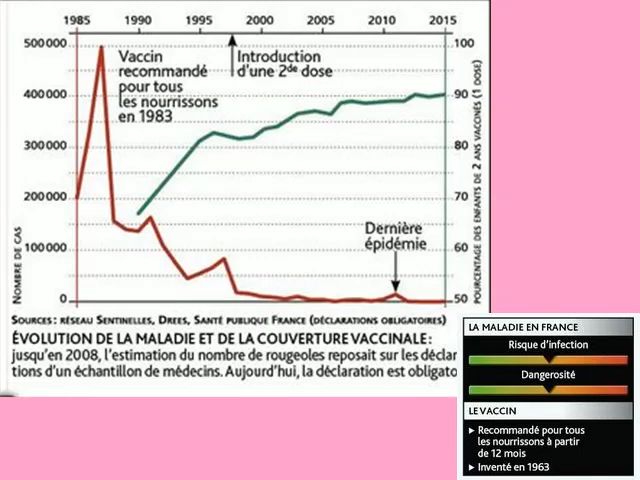 1985 1990 1995 2000 2005 2010 2015
500 000 100
400 000 90
300 000 80
200 000 70
100 000 60
0 50
NOMBRE DE CAS
POURCENTAGE DES ENFANTS DE 2 ANS VACCINÉS (1 DOSE)
Vaccin
recommandé
pour tous
les nourrissons
en 1983
Introduction
d'une 2de dose
Dernière
épidémie
SOURCES : RÉSEAU SENTINELLES, DREES, SANTÉ PUBLIQUE FRANCE (DÉCLARATIONS OBLIGATOIRES)
ÉVOLUTION DE LA MALADIE ET DE LA COUVERTURE VACCINALE :
jusqu'en 2008, l'estimation du nombre de rougeoles reposait sur les déclar
tions d'un échantillon de médecins. Aujourd'hui, la déclaration est obligato
LA MALADIE EN FRANCE
Risque d'infection
Dangerosité
LE VACCIN
▶ Recommandé pour tous
les nourrissons à partir
de 12 mois
▶ Inventé en 1963